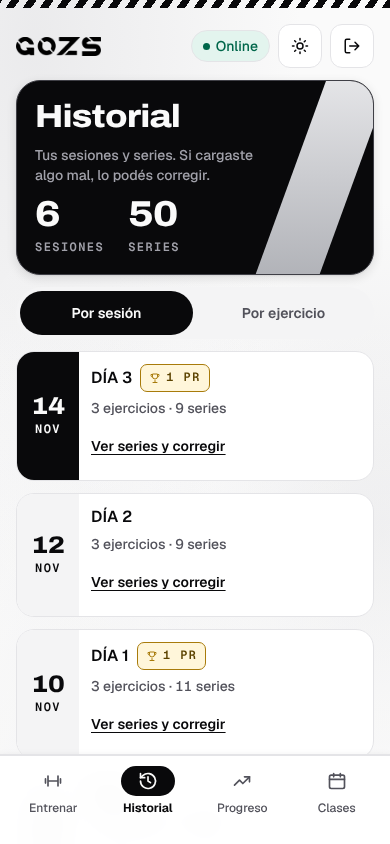 GOZS
Online
Historial
Tus sesiones y series. Si cargaste
algo mal, lo podés corregir.
6 50
SESIONES SERIES
Por sesión Por ejercicio
14
NOV
DÍA 3 1 PR
3 ejercicios · 9 series
Ver series y corregir
12
NOV
DÍA 2
3 ejercicios · 9 series
Ver series y corregir
10
NOV
DÍA 1 1 PR
3 ejercicios · 11 series
Ver series y corregir
Entrenar Historial Progreso Clases